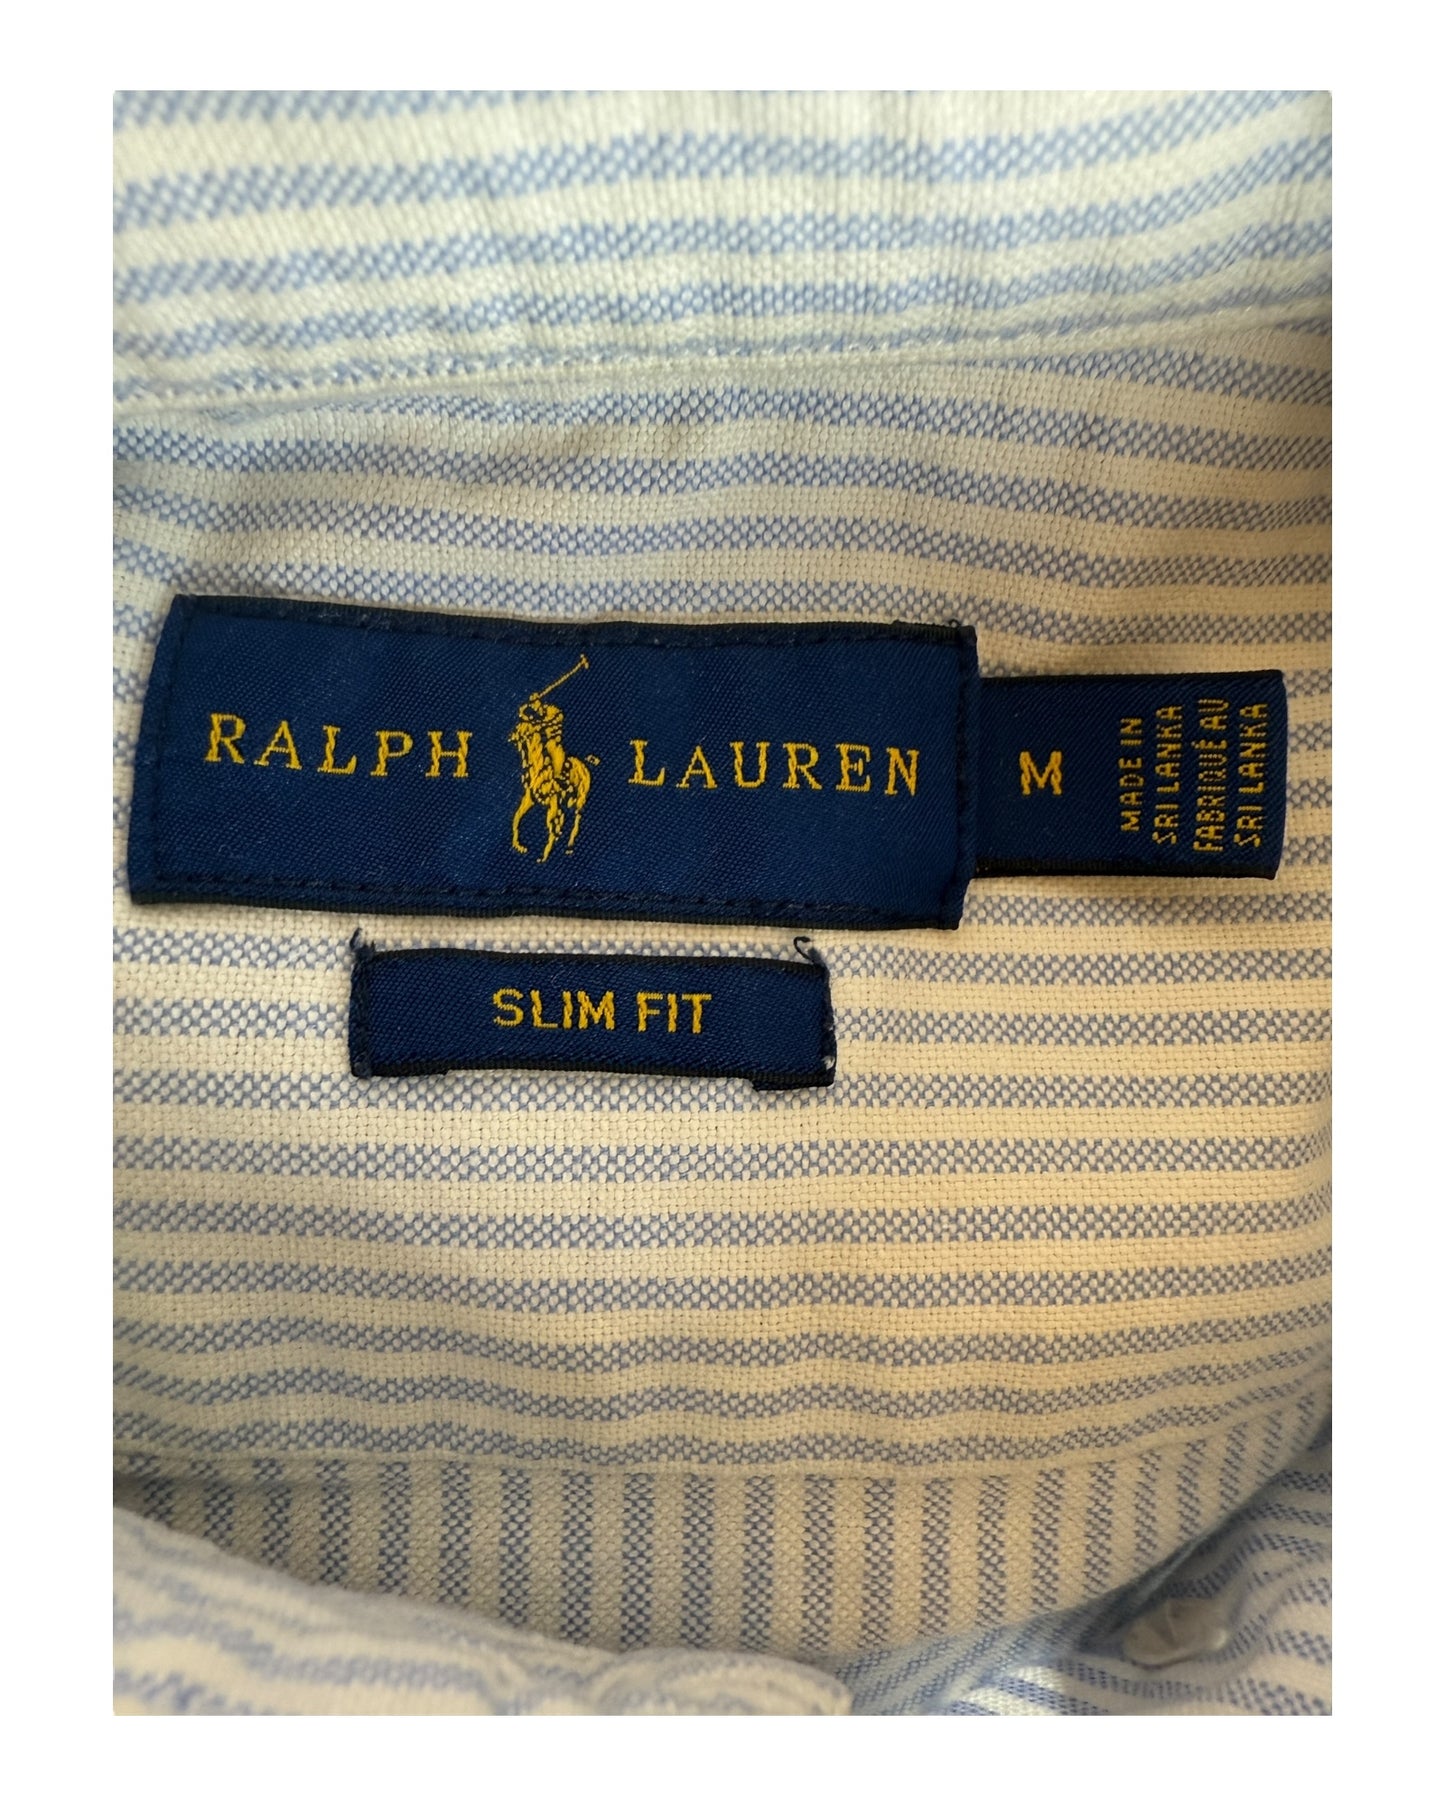 RALPH LAUREN
M
MADE IN
SRI LANKA
FABRIQUÉ AU
SRI LANKA
SLIM FIT